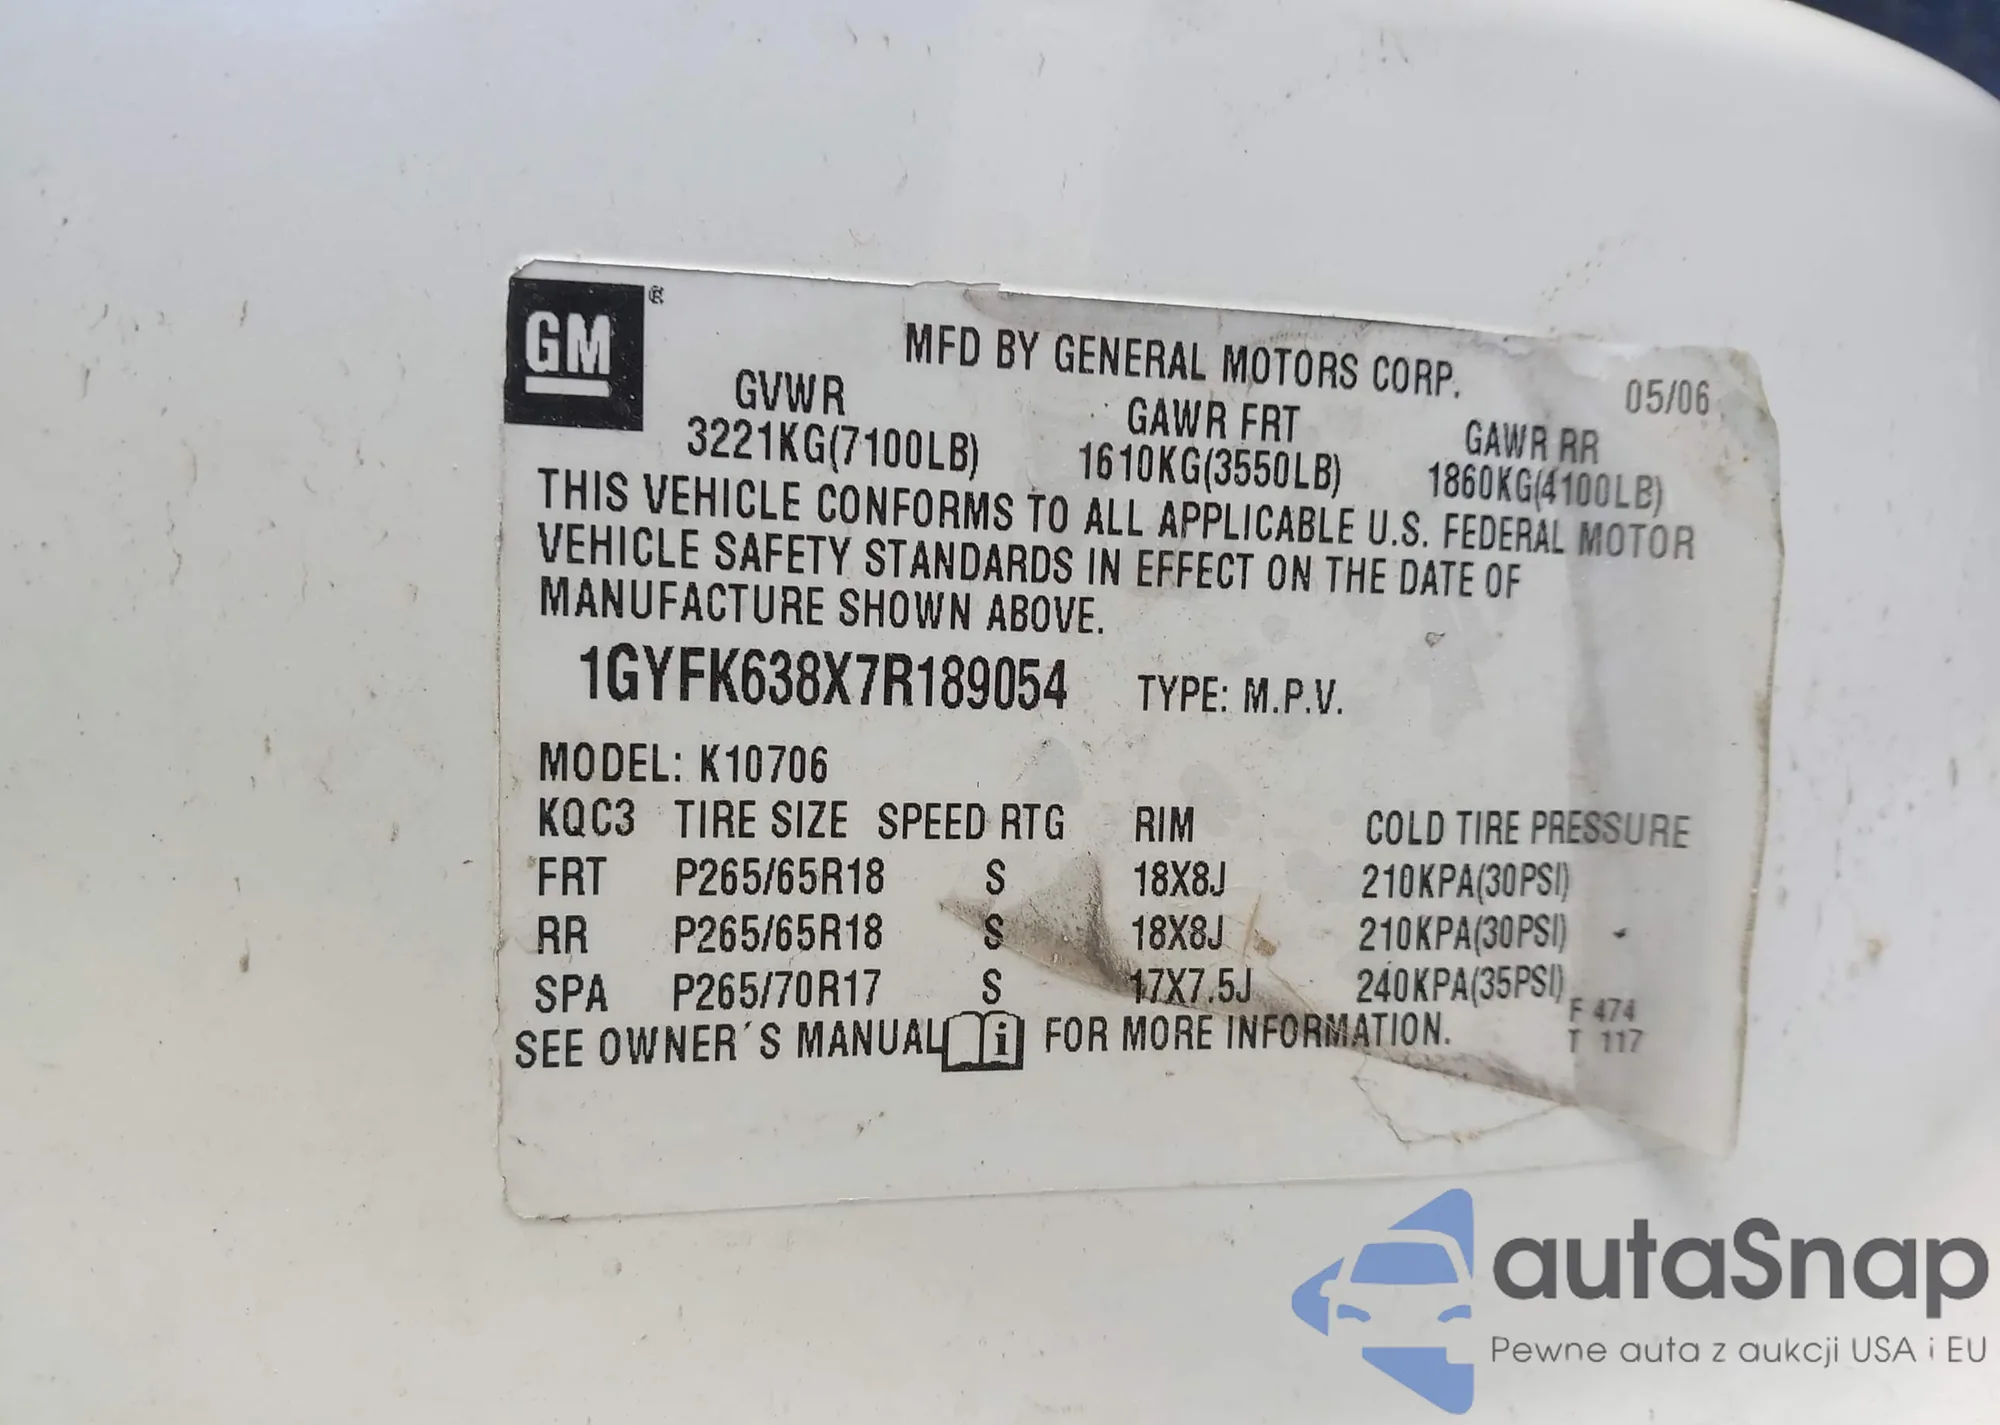 GM ®
MFD BY GENERAL MOTORS CORP. 05/06
GVWR GAWR FRT GAWR RR
3221KG(7100LB) 1610KG(3550LB) 1860KG(4100LB)
THIS VEHICLE CONFORMS TO ALL APPLICABLE U.S. FEDERAL MOTOR
VEHICLE SAFETY STANDARDS IN EFFECT ON THE DATE OF
MANUFACTURE SHOWN ABOVE.
1GYFK638X7R189054 TYPE: M.P.V.
MODEL: K10706
KQC3 TIRE SIZE SPEED RTG RIM COLD TIRE PRESSURE
FRT P265/65R18 S 18X8J 210KPA(30PSI)
RR P265/65R18 S 18X8J 210KPA(30PSI)
SPA P265/70R17 S 17X7.5J 240KPA(35PSI)
F 474
SEE OWNER´S MANUAL i FOR MORE INFORMATION. T 117
autaSnap
Pewne auta z aukcji USA i EU